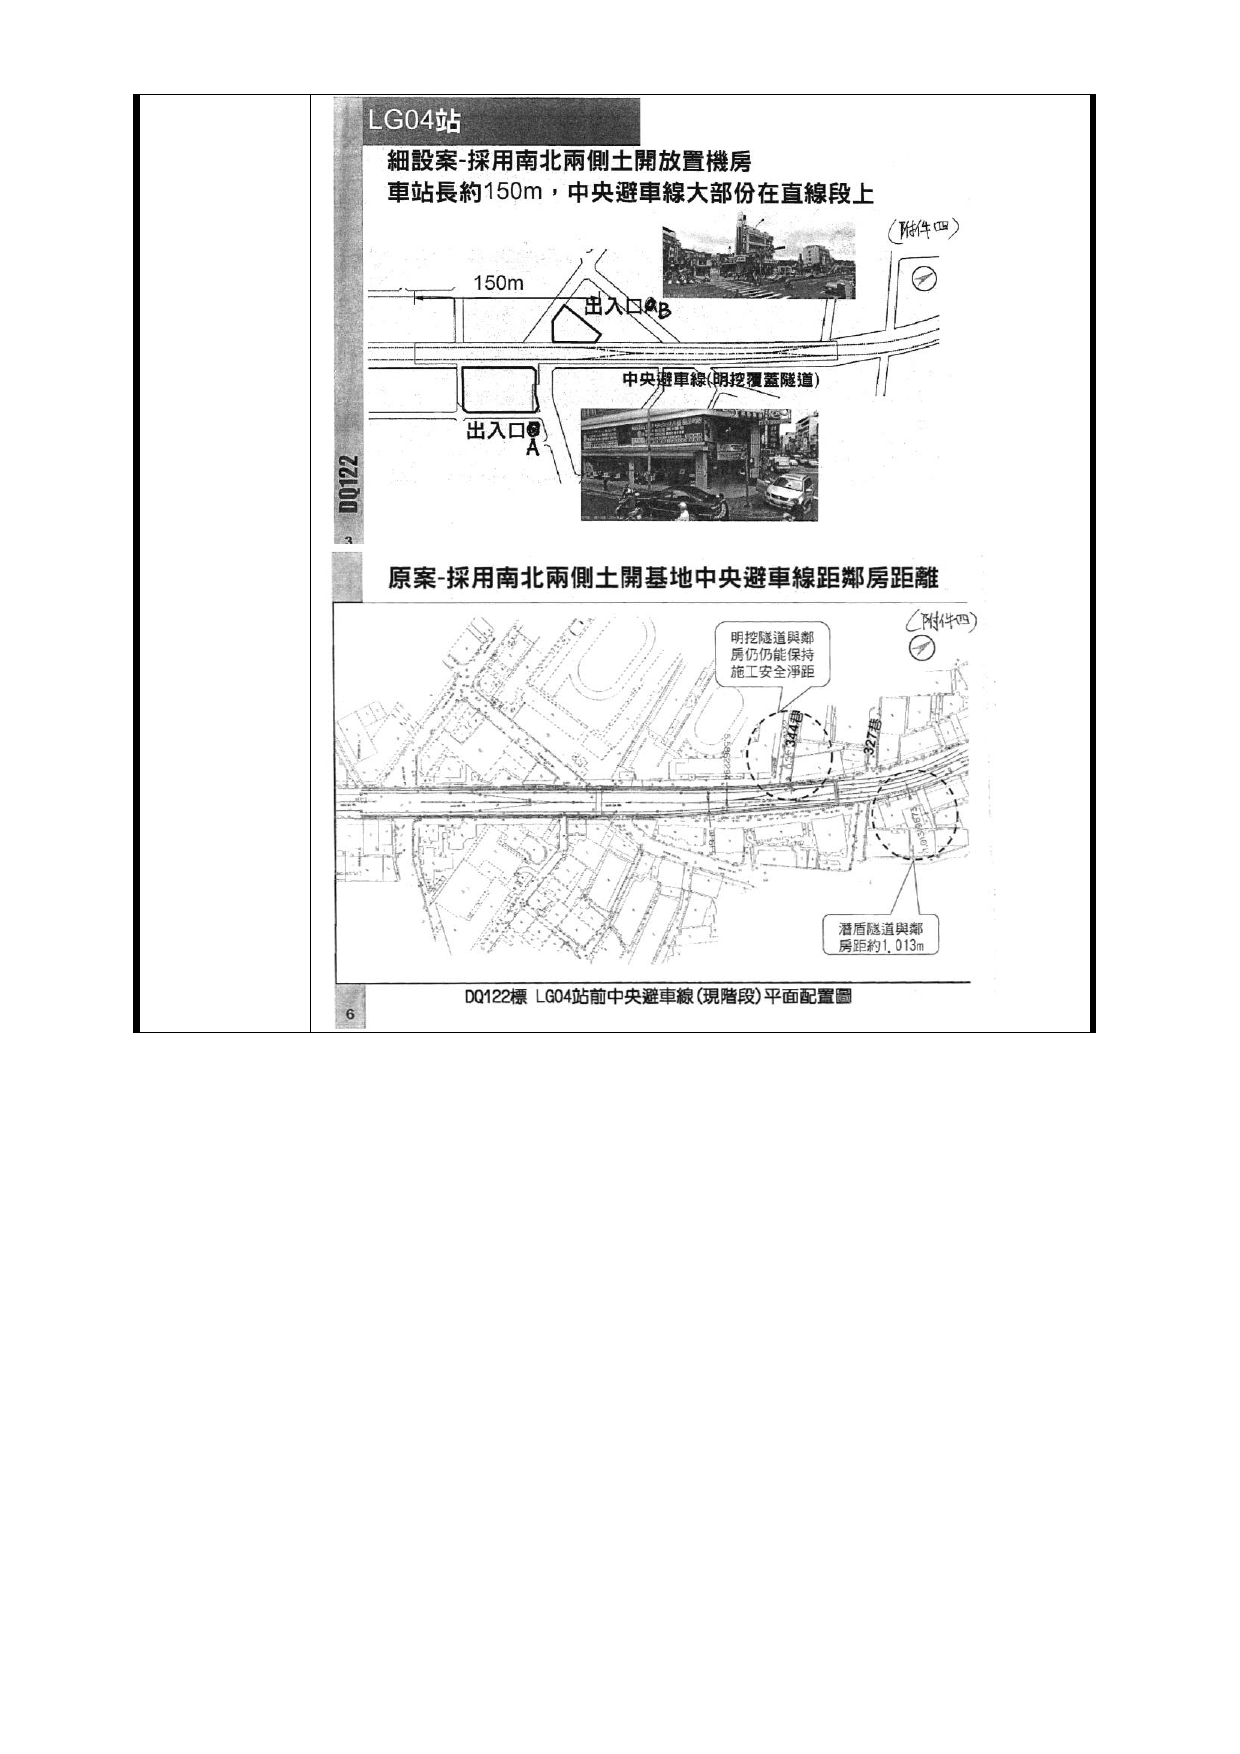 LG04站
細設案-採用南北兩側土開放置機房
車站長約150m，中央避車線大部份在直線段上
(附件四)
150m
出入口B
中央避車線(明挖覆蓋隧道)
出入口
A
DQ122
3
原案-採用南北兩側土開基地中央避車線距鄰房距離
(附件四)
明挖隧道與鄰
房仍仍能保持
施工安全淨距
344巷
327巷
潛盾隧道與鄰
房距約1.013m
DQ122標 LG04站前中央避車線(現階段)平面配置圖
6